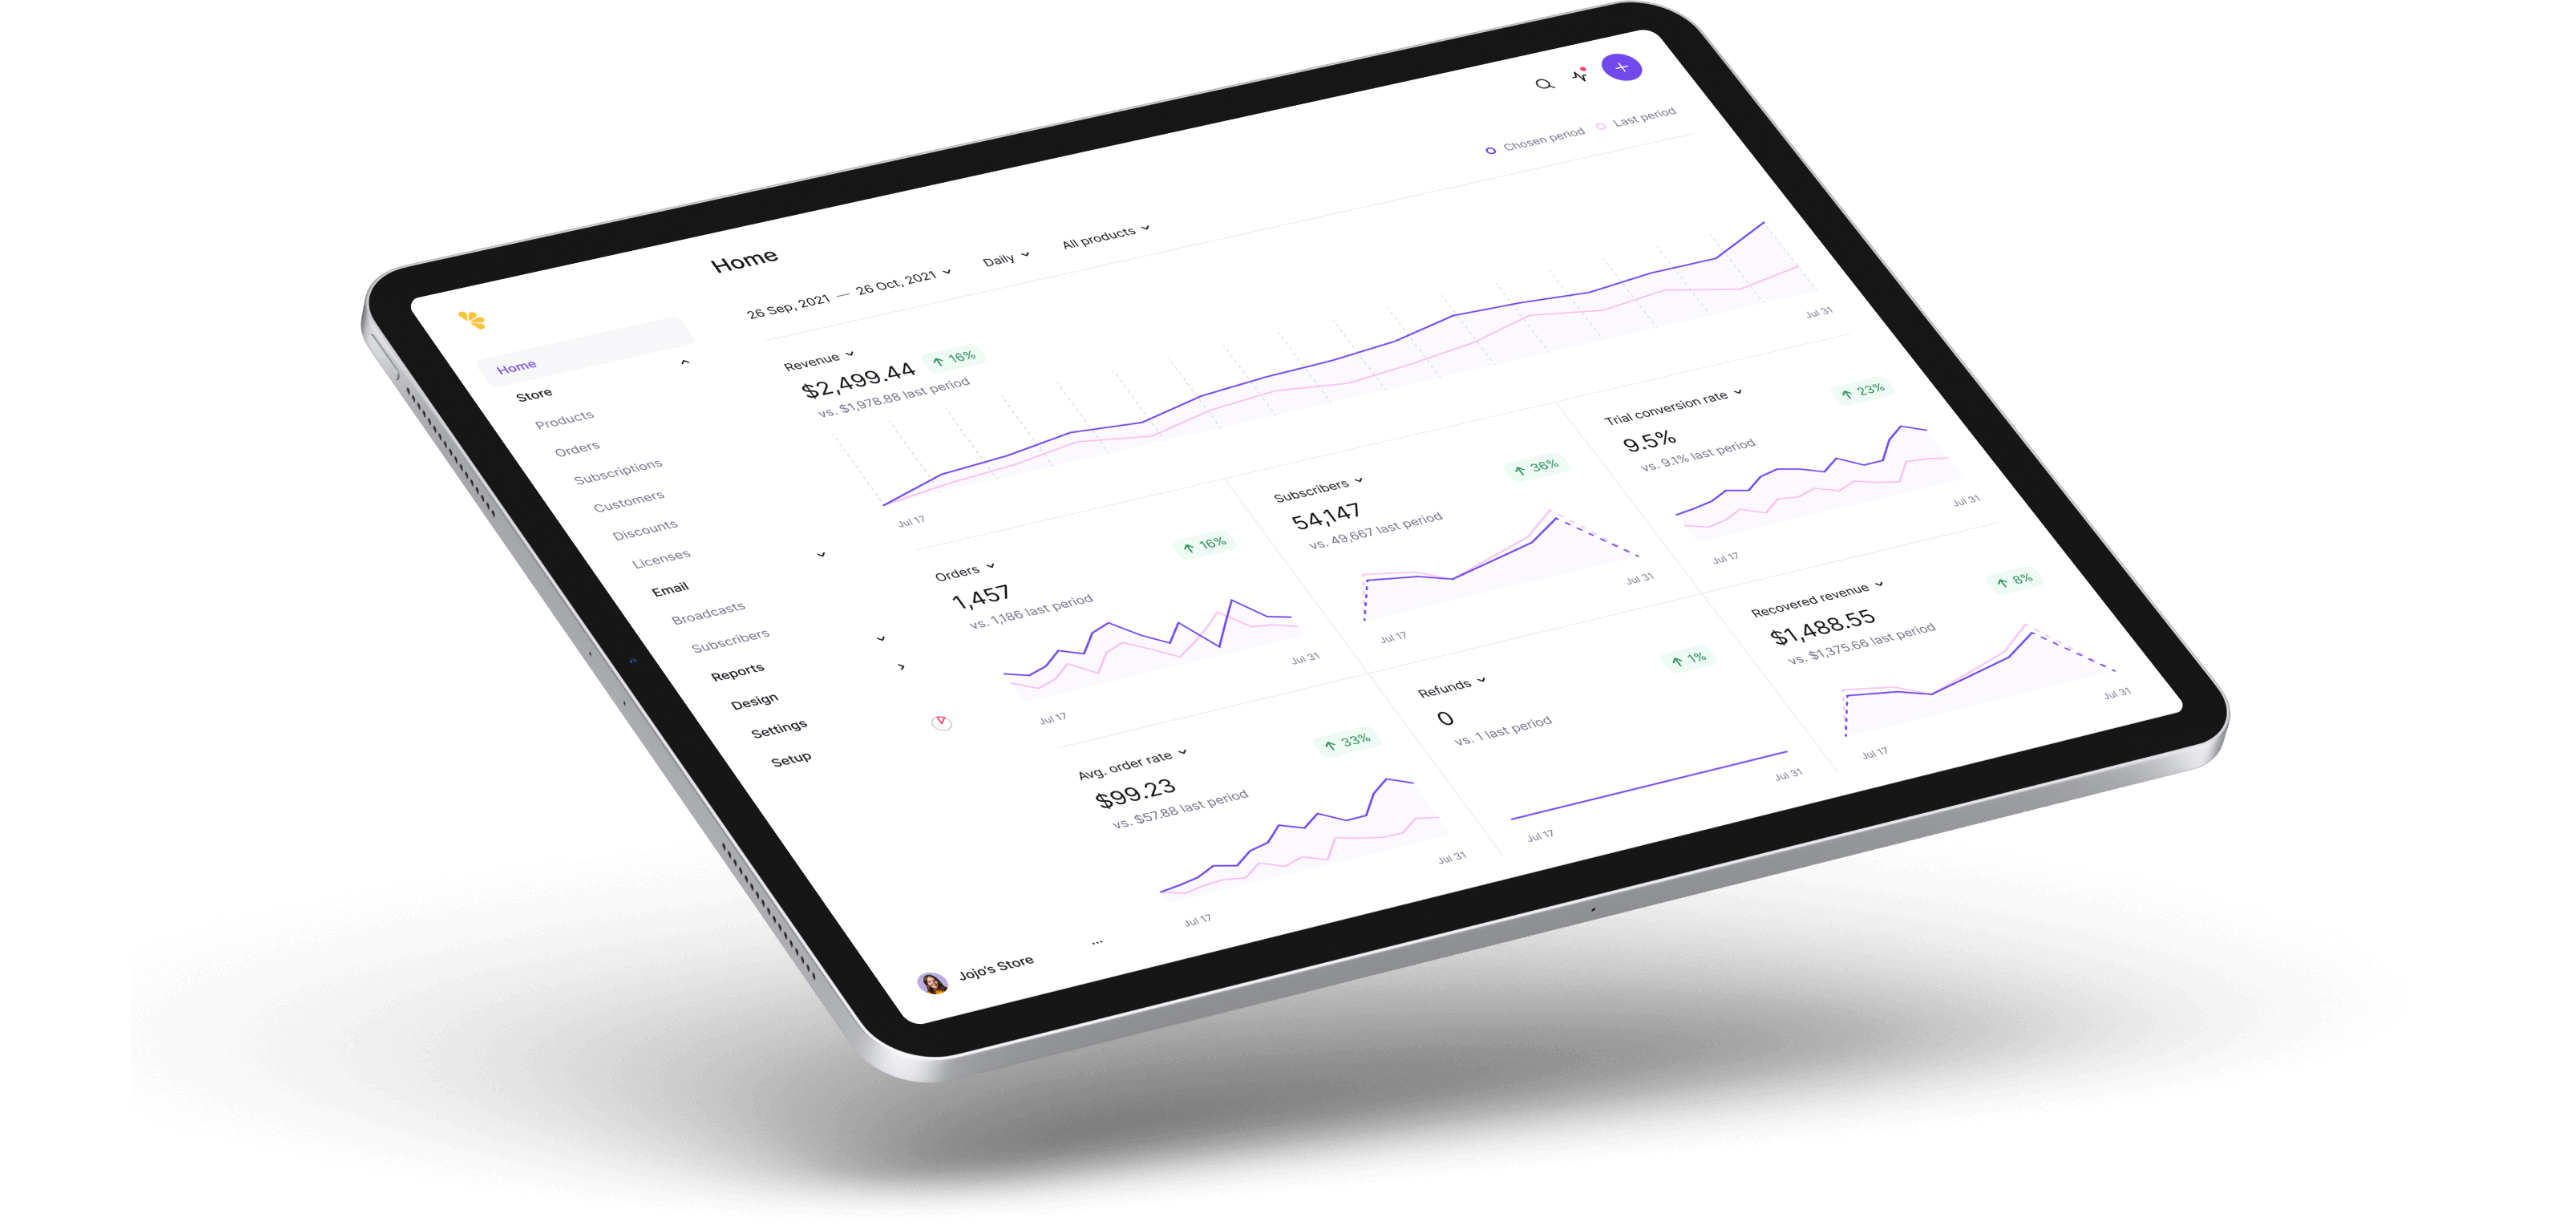 Home
Store
Products
Orders
Subscriptions
Customers
Discounts
Licenses
Email
Broadcasts
Subscribers
Reports
Design
Settings
Setup
Jojo's Store
...
Home
26 Sep, 2021 — 26 Oct, 2021
Daily
All products
Chosen period
Last period
Revenue
$2,499.44
16%
vs. $1,978.88 last period
Jul 17
Jul 31
Orders
16%
1,457
vs. 1,186 last period
Jul 17
Jul 31
Subscribers
36%
54,147
vs. 49,667 last period
Jul 17
Jul 31
Trial conversion rate
23%
9.5%
vs. 9.1% last period
Jul 17
Jul 31
Avg. order rate
33%
$99.23
vs. $57.88 last period
Jul 17
Jul 31
Refunds
1%
0
vs. 1 last period
Jul 17
Jul 31
Recovered revenue
8%
$1,488.55
vs. $1,375.66 last period
Jul 17
Jul 31